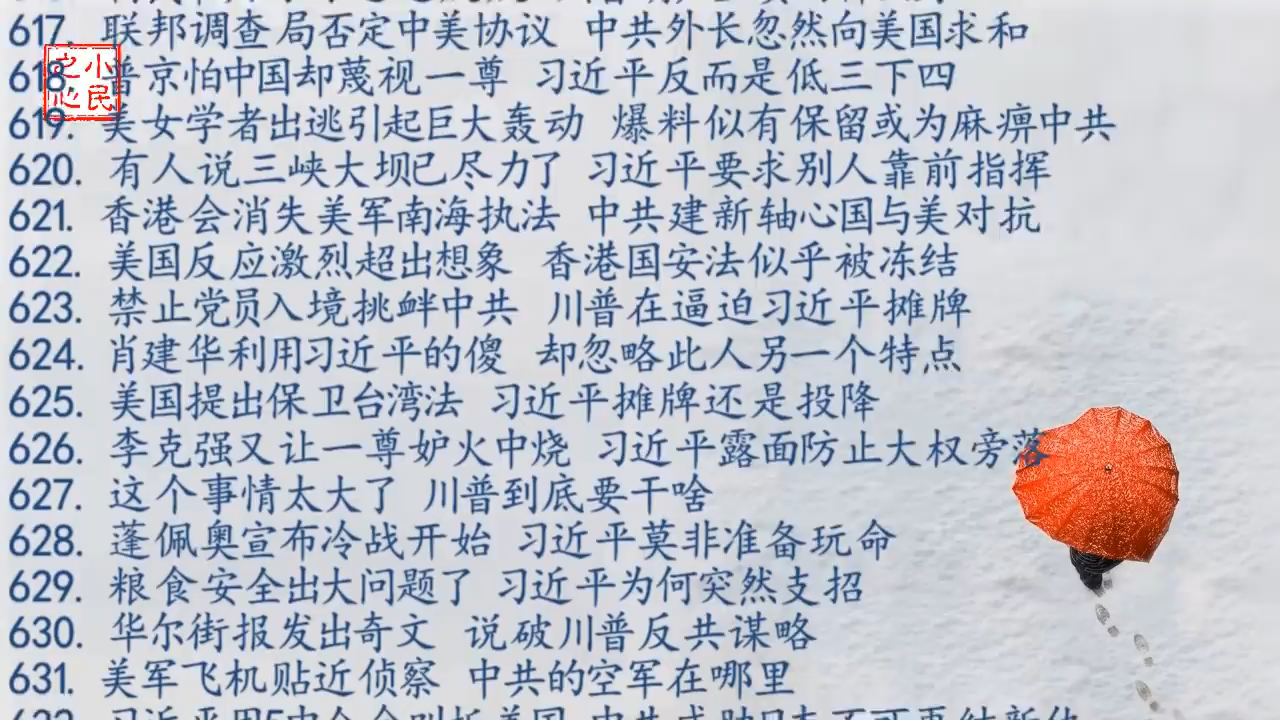 617. 联邦调查局否定中美协议 中共外长忽然向美国求和
618. 普京怕中国却蔑视一尊 习近平反而是低三下四
619. 美女学者出逃引起巨大轰动 爆料似有保留或为麻痹中共
620. 有人说三峡大坝已尽力了 习近平要求别人靠前指挥
621. 香港会消失美军南海执法 中共建新轴心国与美对抗
622. 美国反应激烈超出想象 香港国安法似乎被冻结
623. 禁止党员入境挑衅中共 川普在逼迫习近平摊牌
624. 肖建华利用习近平的傻 却忽略此人另一个特点
625. 美国提出保卫台湾法 习近平摊牌还是投降
626. 李克强又让一尊妒火中烧 习近平露面防止大权旁落
627. 这个事情太大了 川普到底要干啥
628. 蓬佩奥宣布冷战开始 习近平莫非准备玩命
629. 粮食安全出大问题了 习近平为何突然支招
630. 华尔街报发出奇文 说破川普反共谋略
631. 美军飞机贴近侦察 中共的空军在哪里
小民之心